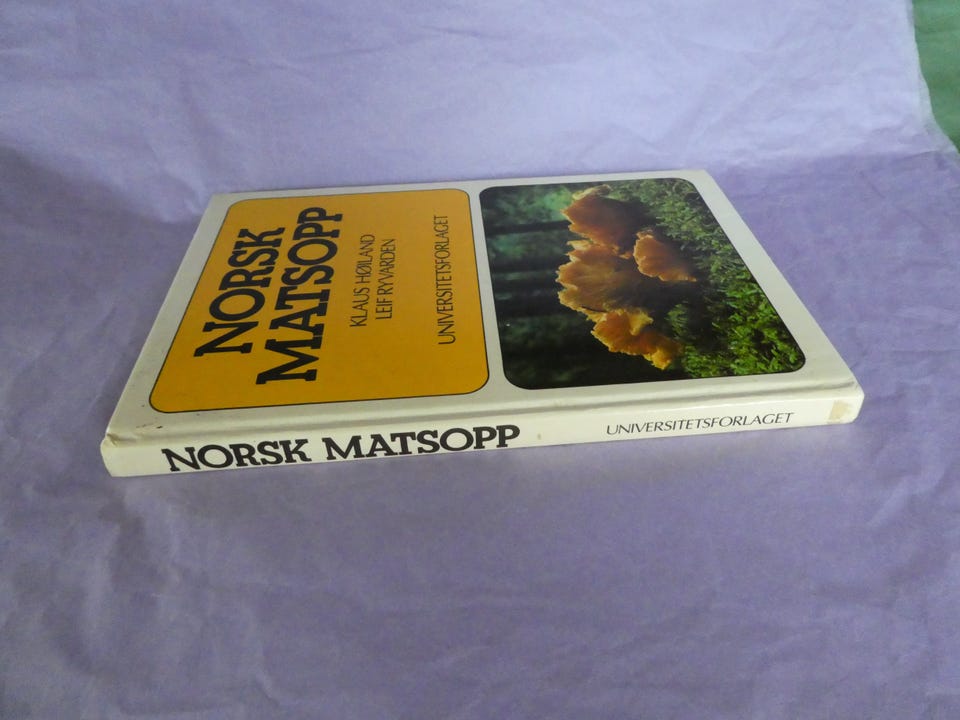 NORSK
MATSOPP
KLAUS HØILAND
LEIF RYVARDEN
UNIVERSITETSFORLAGET
NORSK MATSOPP
UNIVERSITETSFORLAGET